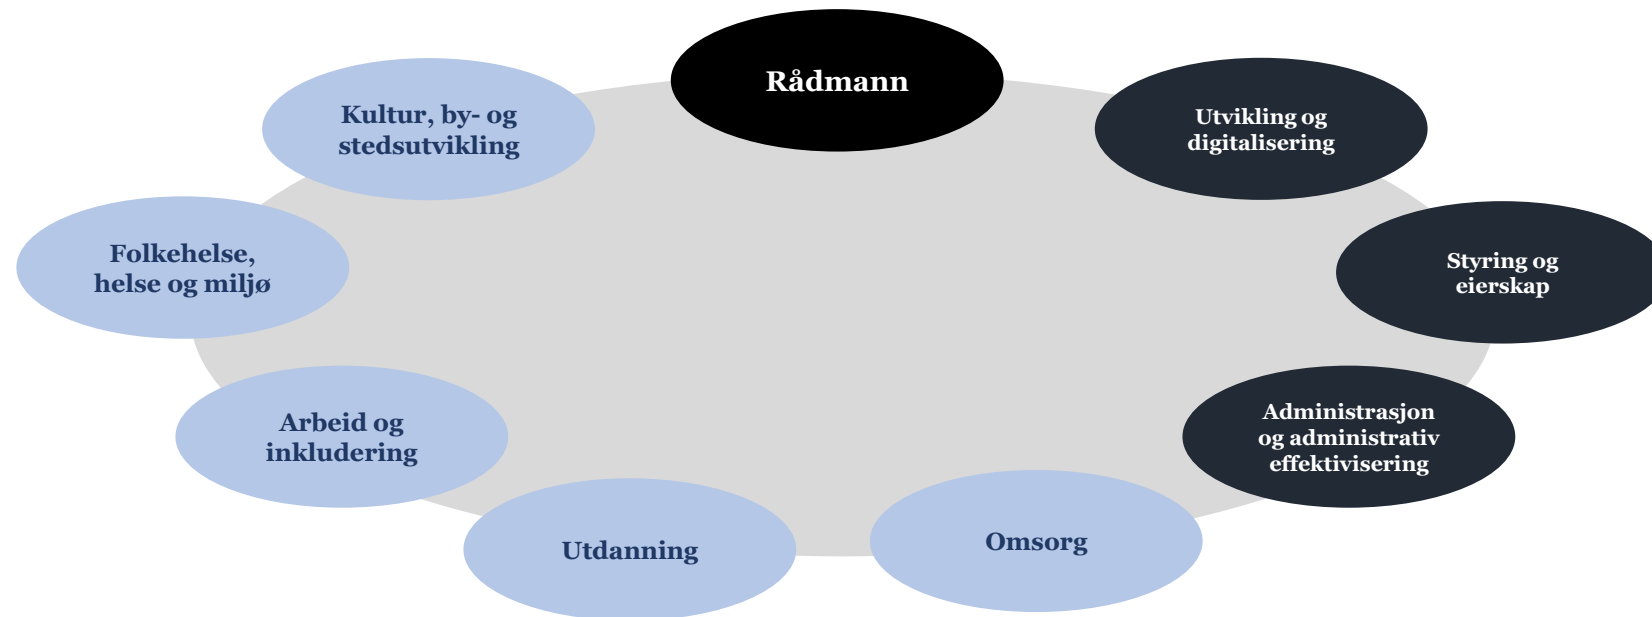 Rådmann
Kultur, by- og
stedsutvikling
Utvikling og
digitalisering
Folkehelse,
helse og miljø
Styring og
eierskap
Arbeid og
inkludering
Administrasjon
og administrativ
effektivisering
Utdanning
Omsorg